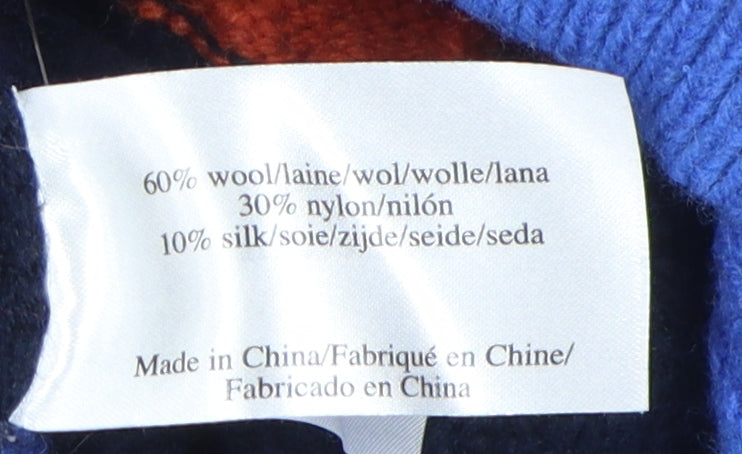 60% wool/laine/wol/wolle/lana
30% nylon/nilón
10% silk/soie/zijde/seide/seda
Made in China/Fabriqué en Chine/
Fabricado en China